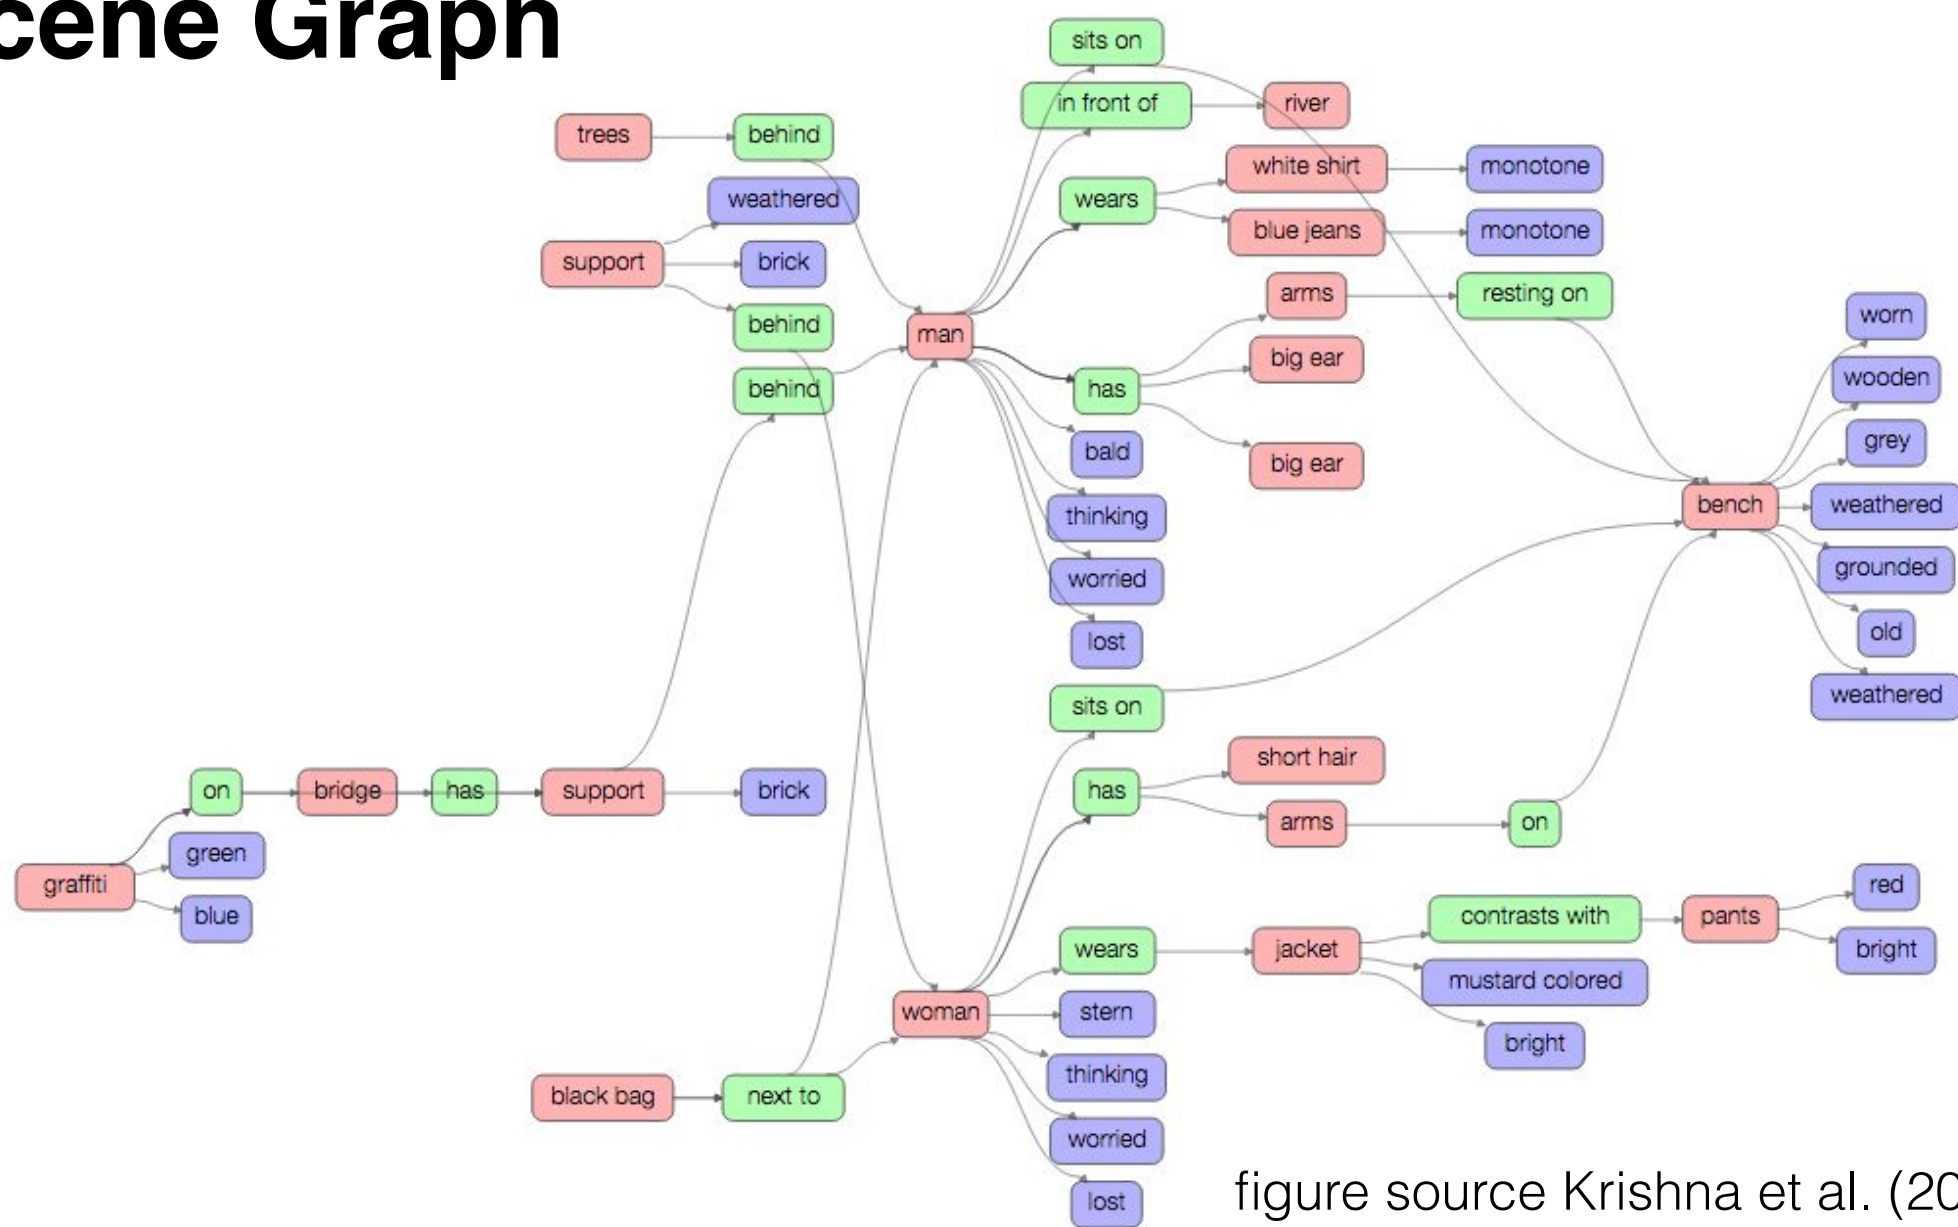 cene Graph
sits on
in front of
river
trees
behind
white shirt
monotone
weathered
wears
blue jeans
monotone
support
brick
arms
resting on
behind
man
worn
big ear
wooden
behind
has
grey
bald
big ear
bench
weathered
thinking
grounded
worried
old
lost
weathered
sits on
short hair
on
bridge
has
support
brick
has
arms
on
green
graffiti
blue
red
contrasts with
pants
wears
jacket
bright
mustard colored
woman
stern
bright
thinking
black bag
next to
worried
lost
figure source Krishna et al. (20